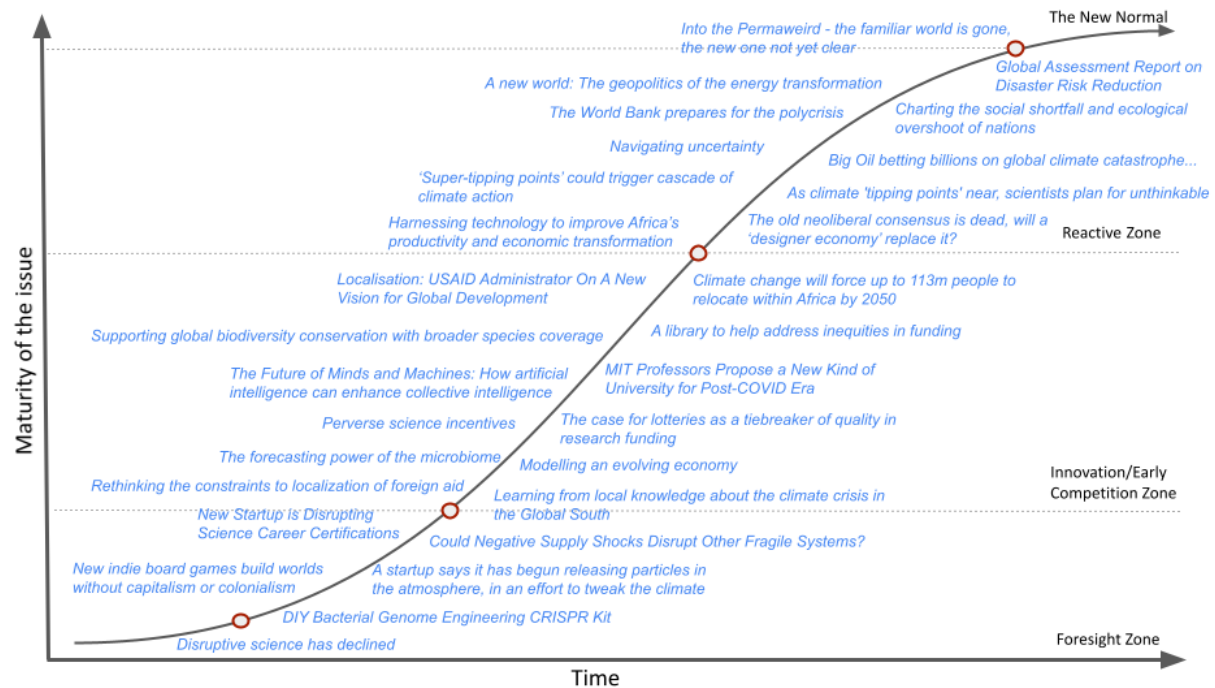 The New Normal
Into the Permaweird - the familiar world is gone,
the new one not yet clear
Global Assessment Report on
Disaster Risk Reduction
A new world: The geopolitics of the energy transformation
The World Bank prepares for the polycrisis
Charting the social shortfall and ecological
overshoot of nations
Navigating uncertainty
Big Oil betting billions on global climate catastrophe...
‘Super-tipping points’ could trigger cascade of
climate action
As climate 'tipping points' near, scientists plan for unthinkable
Harnessing technology to improve Africa’s
productivity and economic transformation
The old neoliberal consensus is dead, will a
‘designer economy’ replace it?
Reactive Zone
Localisation: USAID Administrator On A New
Vision for Global Development
Climate change will force up to 113m people to
relocate within Africa by 2050
Supporting global biodiversity conservation with broader species coverage
A library to help address inequities in funding
The Future of Minds and Machines: How artificial
intelligence can enhance collective intelligence
MIT Professors Propose a New Kind of
University for Post-COVID Era
Perverse science incentives
The case for lotteries as a tiebreaker of quality in
research funding
The forecasting power of the microbiome
Modelling an evolving economy
Rethinking the constraints to localization of foreign aid
Innovation/Early
Competition Zone
Learning from local knowledge about the climate crisis in
the Global South
New Startup is Disrupting
Science Career Certifications
Could Negative Supply Shocks Disrupt Other Fragile Systems?
New indie board games build worlds
without capitalism or colonialism
A startup says it has begun releasing particles in
the atmosphere, in an effort to tweak the climate
DIY Bacterial Genome Engineering CRISPR Kit
Disruptive science has declined
Foresight Zone
Maturity of the issue
Time